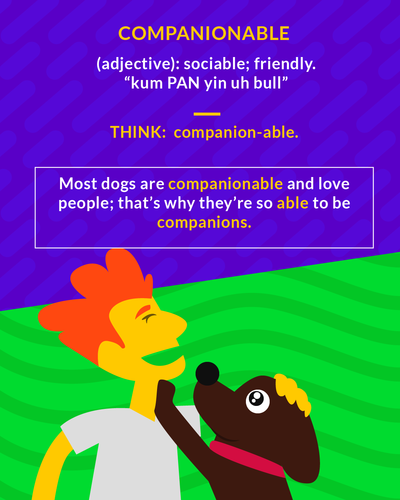 COMPANIONABLE
(adjective): sociable; friendly.
“kum PAN yin uh bull”
THINK: companion-able.
Most dogs are companionable and love
people; that’s why they’re so able to be
companions.